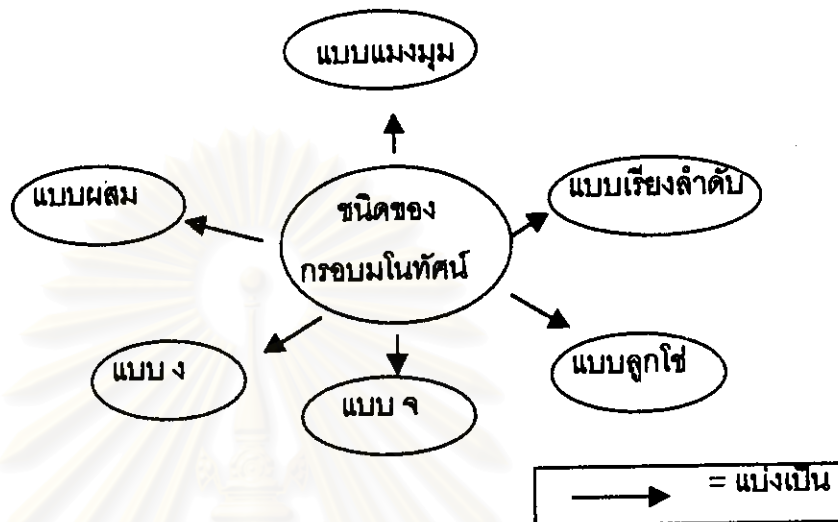 แบบแมงมุม
แบบผสม
ชนิดของ
กรอบมโนทัศน์
แบบเรียงลำดับ
แบบ ง
แบบ จ
แบบลูกโซ่
= แบ่งเป็น